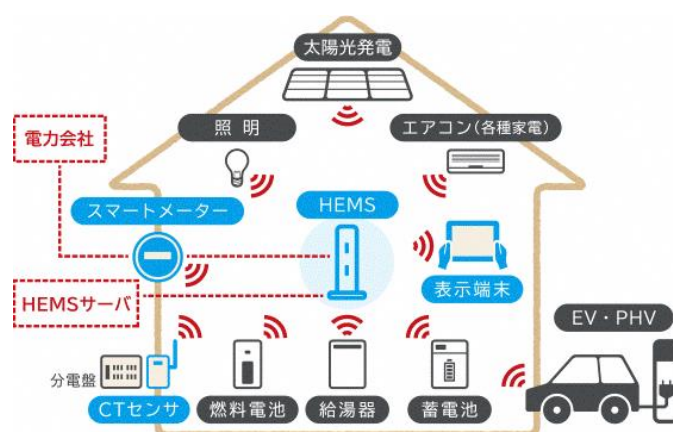 太陽光発電
照明
エアコン(各種家電)
電力会社
スマートメーター
HEMS
表示端末
HEMSサーバ
EV・PHV
分電盤
CTセンサ
燃料電池
給湯器
蓄電池